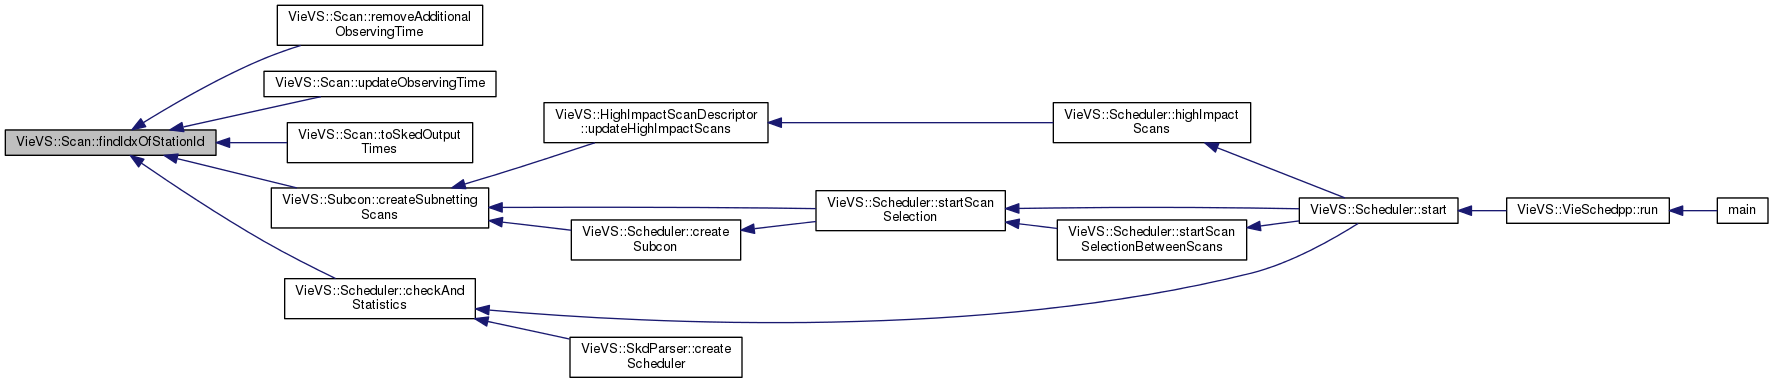 VieVS::Scan::removeAdditional
ObservingTime
VieVS::Scan::updateObservingTime
VieVS::Scan::findIdxOfStationId
VieVS::Scan::toSkedOutput
Times
VieVS::Subcon::createSubnetting
Scans
VieVS::Scheduler::checkAnd
Statistics
VieVS::HighImpactScanDescriptor
::updateHighImpactScans
VieVS::Scheduler::create
Subcon
VieVS::SkdParser::create
Scheduler
VieVS::Scheduler::startScan
Selection
VieVS::Scheduler::highImpact
Scans
VieVS::Scheduler::startScan
SelectionBetweenScans
VieVS::Scheduler::start
VieVS::VieSchedpp::run
main